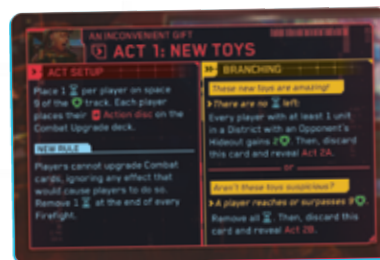 AN INCONVENIENT GIFT
ACT 1: NEW TOYS
ACT SETUP
Place 1 per player on space
9 of the track. Each player
places their Action disc on the
Combat Upgrade deck.
NEW RULE
Players cannot upgrade Combat
cards, ignoring any effect that
would cause players to do so.
Remove 1 at the end of every
Firefight.
BRANCHING
These new toys are amazing!
There are no left:
Every player with at least 1 unit
in a District with an Opponent's
Hideout gains 2. Then, discard
this card and reveal Act 2A.
or
Aren't these toys suspicious?
A player reaches or surpasses 9.
Remove all. Then, discard this
card and reveal Act 2B.